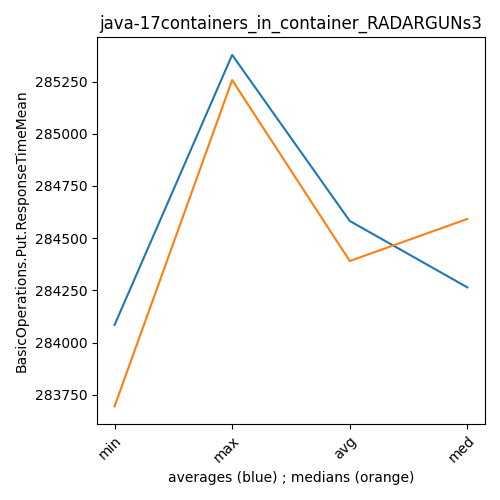 java-17containers_in_container_RADARGUNs3
BasicOperations.Put.ResponseTimeMean
285250
285000
284750
284500
284250
284000
283750
min
max
avg
med
averages (blue) ; medians (orange)